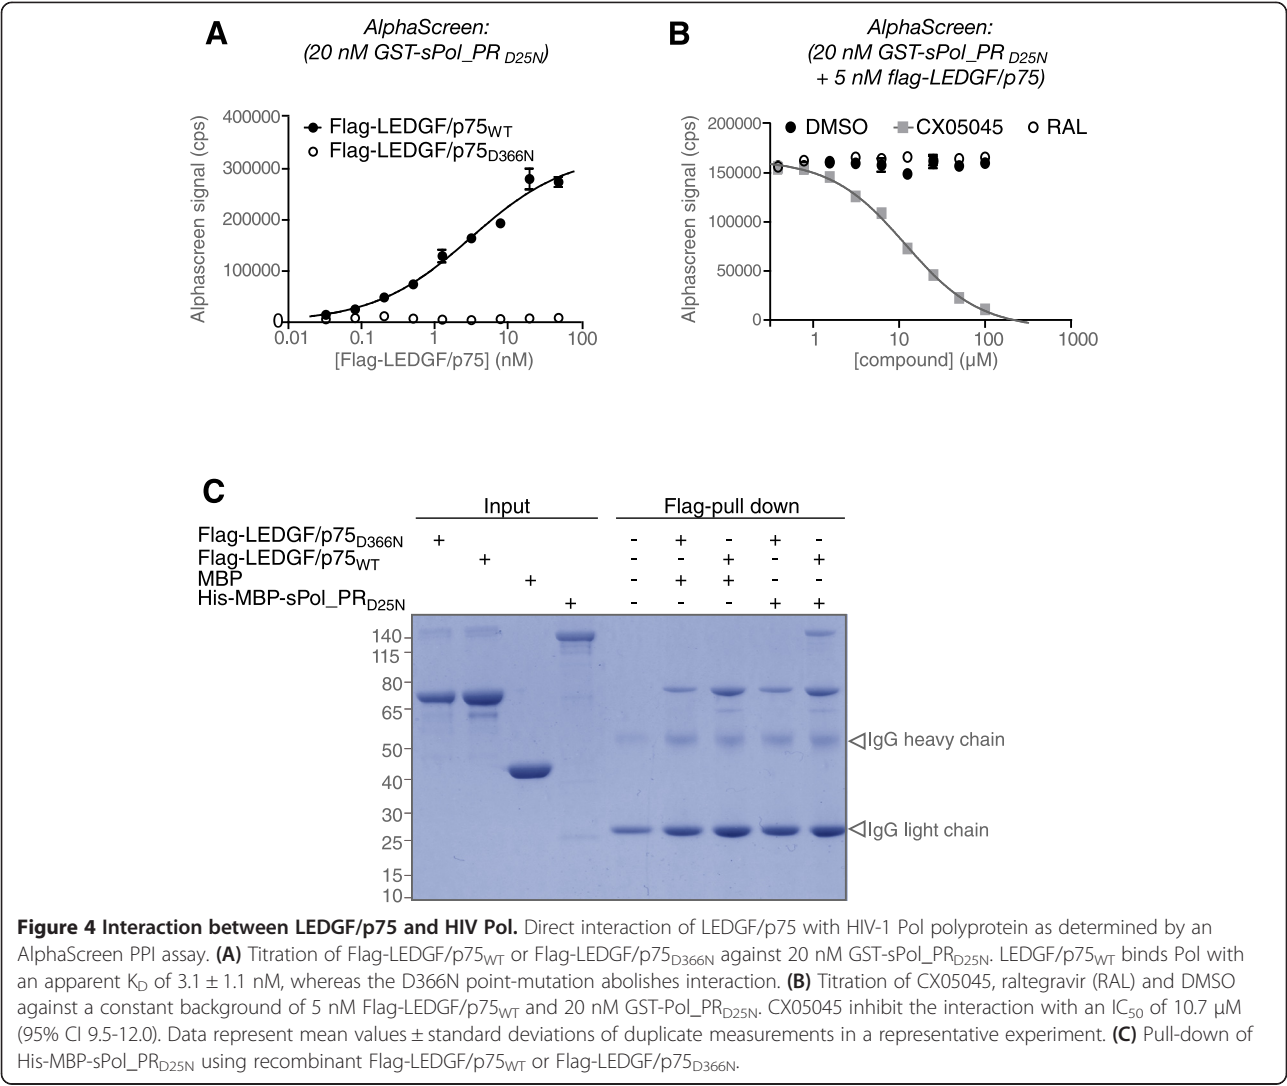 A
AlphaScreen:
(20 nM GST-sPol_PR D25N)
400000
300000
200000
100000
0
Alphascreen signal (cps)
Flag-LEDGF/p75WT
Flag-LEDGF/p75D366N
0.01 0.1 1 10 100
[Flag-LEDGF/p75] (nM)
B
AlphaScreen:
(20 nM GST-sPol_PR D25N
+ 5 nM flag-LEDGF/p75)
200000
150000
100000
50000
0
Alphascreen signal (cps)
DMSO CX05045 RAL
1 10 100 1000
[compound] (µM)
C
Input Flag-pull down
Flag-LEDGF/p75D366N + - + - + -
Flag-LEDGF/p75WT + - - + - +
MBP + - + + - -
His-MBP-sPol_PRD25N + - - - + +
140
115
80
65
50
40
30
25
15
10
IgG heavy chain
IgG light chain
Figure 4 Interaction between LEDGF/p75 and HIV Pol. Direct interaction of LEDGF/p75 with HIV-1 Pol polyprotein as determined by an
AlphaScreen PPI assay. (A) Titration of Flag-LEDGF/p75WT or Flag-LEDGF/p75D366N against 20 nM GST-sPol_PRD25N. LEDGF/p75WT binds Pol with
an apparent KD of 3.1 ± 1.1 nM, whereas the D366N point-mutation abolishes interaction. (B) Titration of CX05045, raltegravir (RAL) and DMSO
against a constant background of 5 nM Flag-LEDGF/p75WT and 20 nM GST-Pol_PRD25N. CX05045 inhibit the interaction with an IC50 of 10.7 µM
(95% CI 9.5-12.0). Data represent mean values ± standard deviations of duplicate measurements in a representative experiment. (C) Pull-down of
His-MBP-sPol_PRD25N using recombinant Flag-LEDGF/p75WT or Flag-LEDGF/p75D366N.